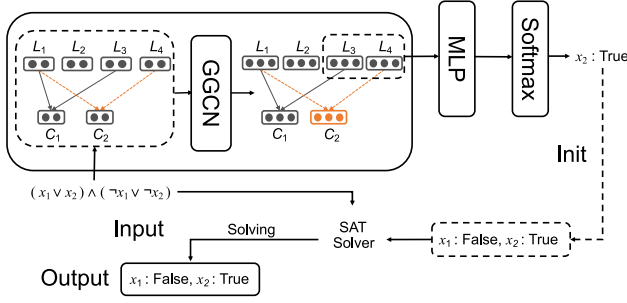 L1 L2 L3 L4
C1 C2
GGCN
L1 L2 L3 L4
C1 C2
MLP
Softmax
x2 : True
Init
(x1 ∨ x2) ∧ (¬x1 ∨ ¬x2)
Input
SAT
Solver
Solving
x1 : False, x2 : True
Output
x1 : False, x2 : True